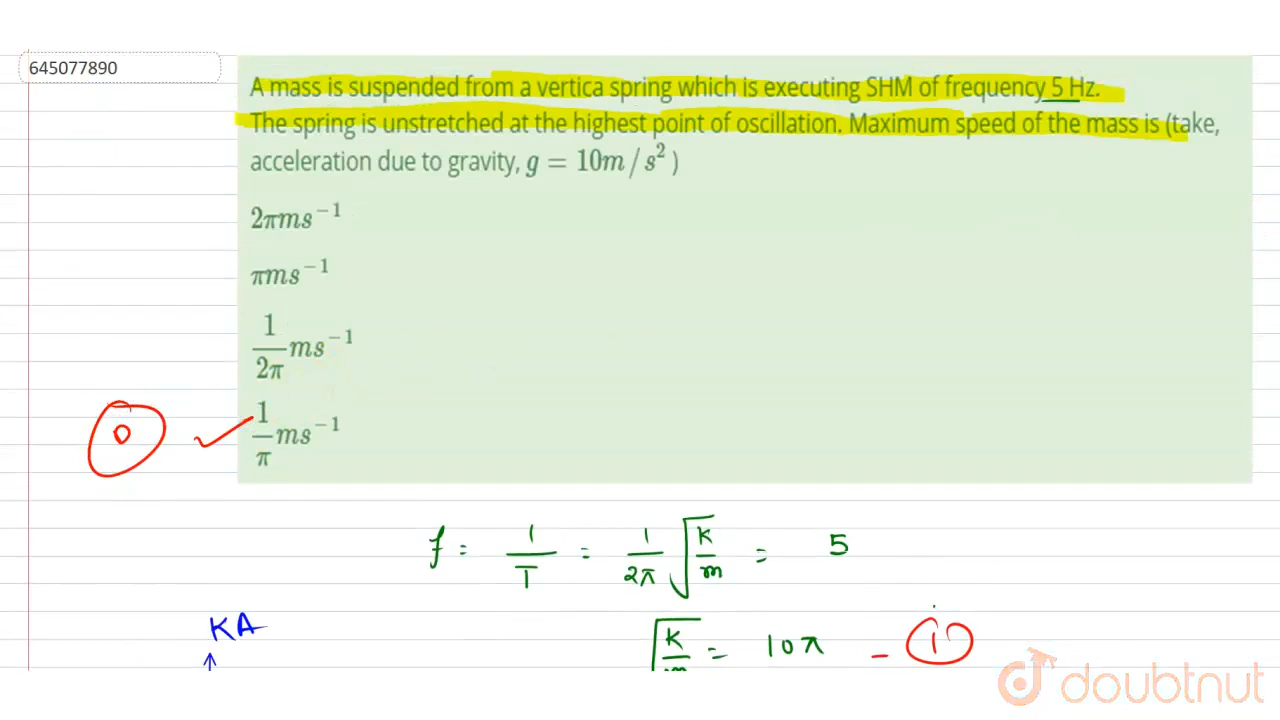 645077890
A mass is suspended from a vertica spring which is executing SHM of frequency 5 Hz.
The spring is unstretched at the highest point of oscillation. Maximum speed of the mass is (take,
acceleration due to gravity, g = 10m/s² )
2πms⁻¹
πms⁻¹
1/2π ms⁻¹
D ✓ 1/π ms⁻¹
f = 1/T = 1/2π √k/m = 5
KA
√k/m = 10π – (i)
doubtnut